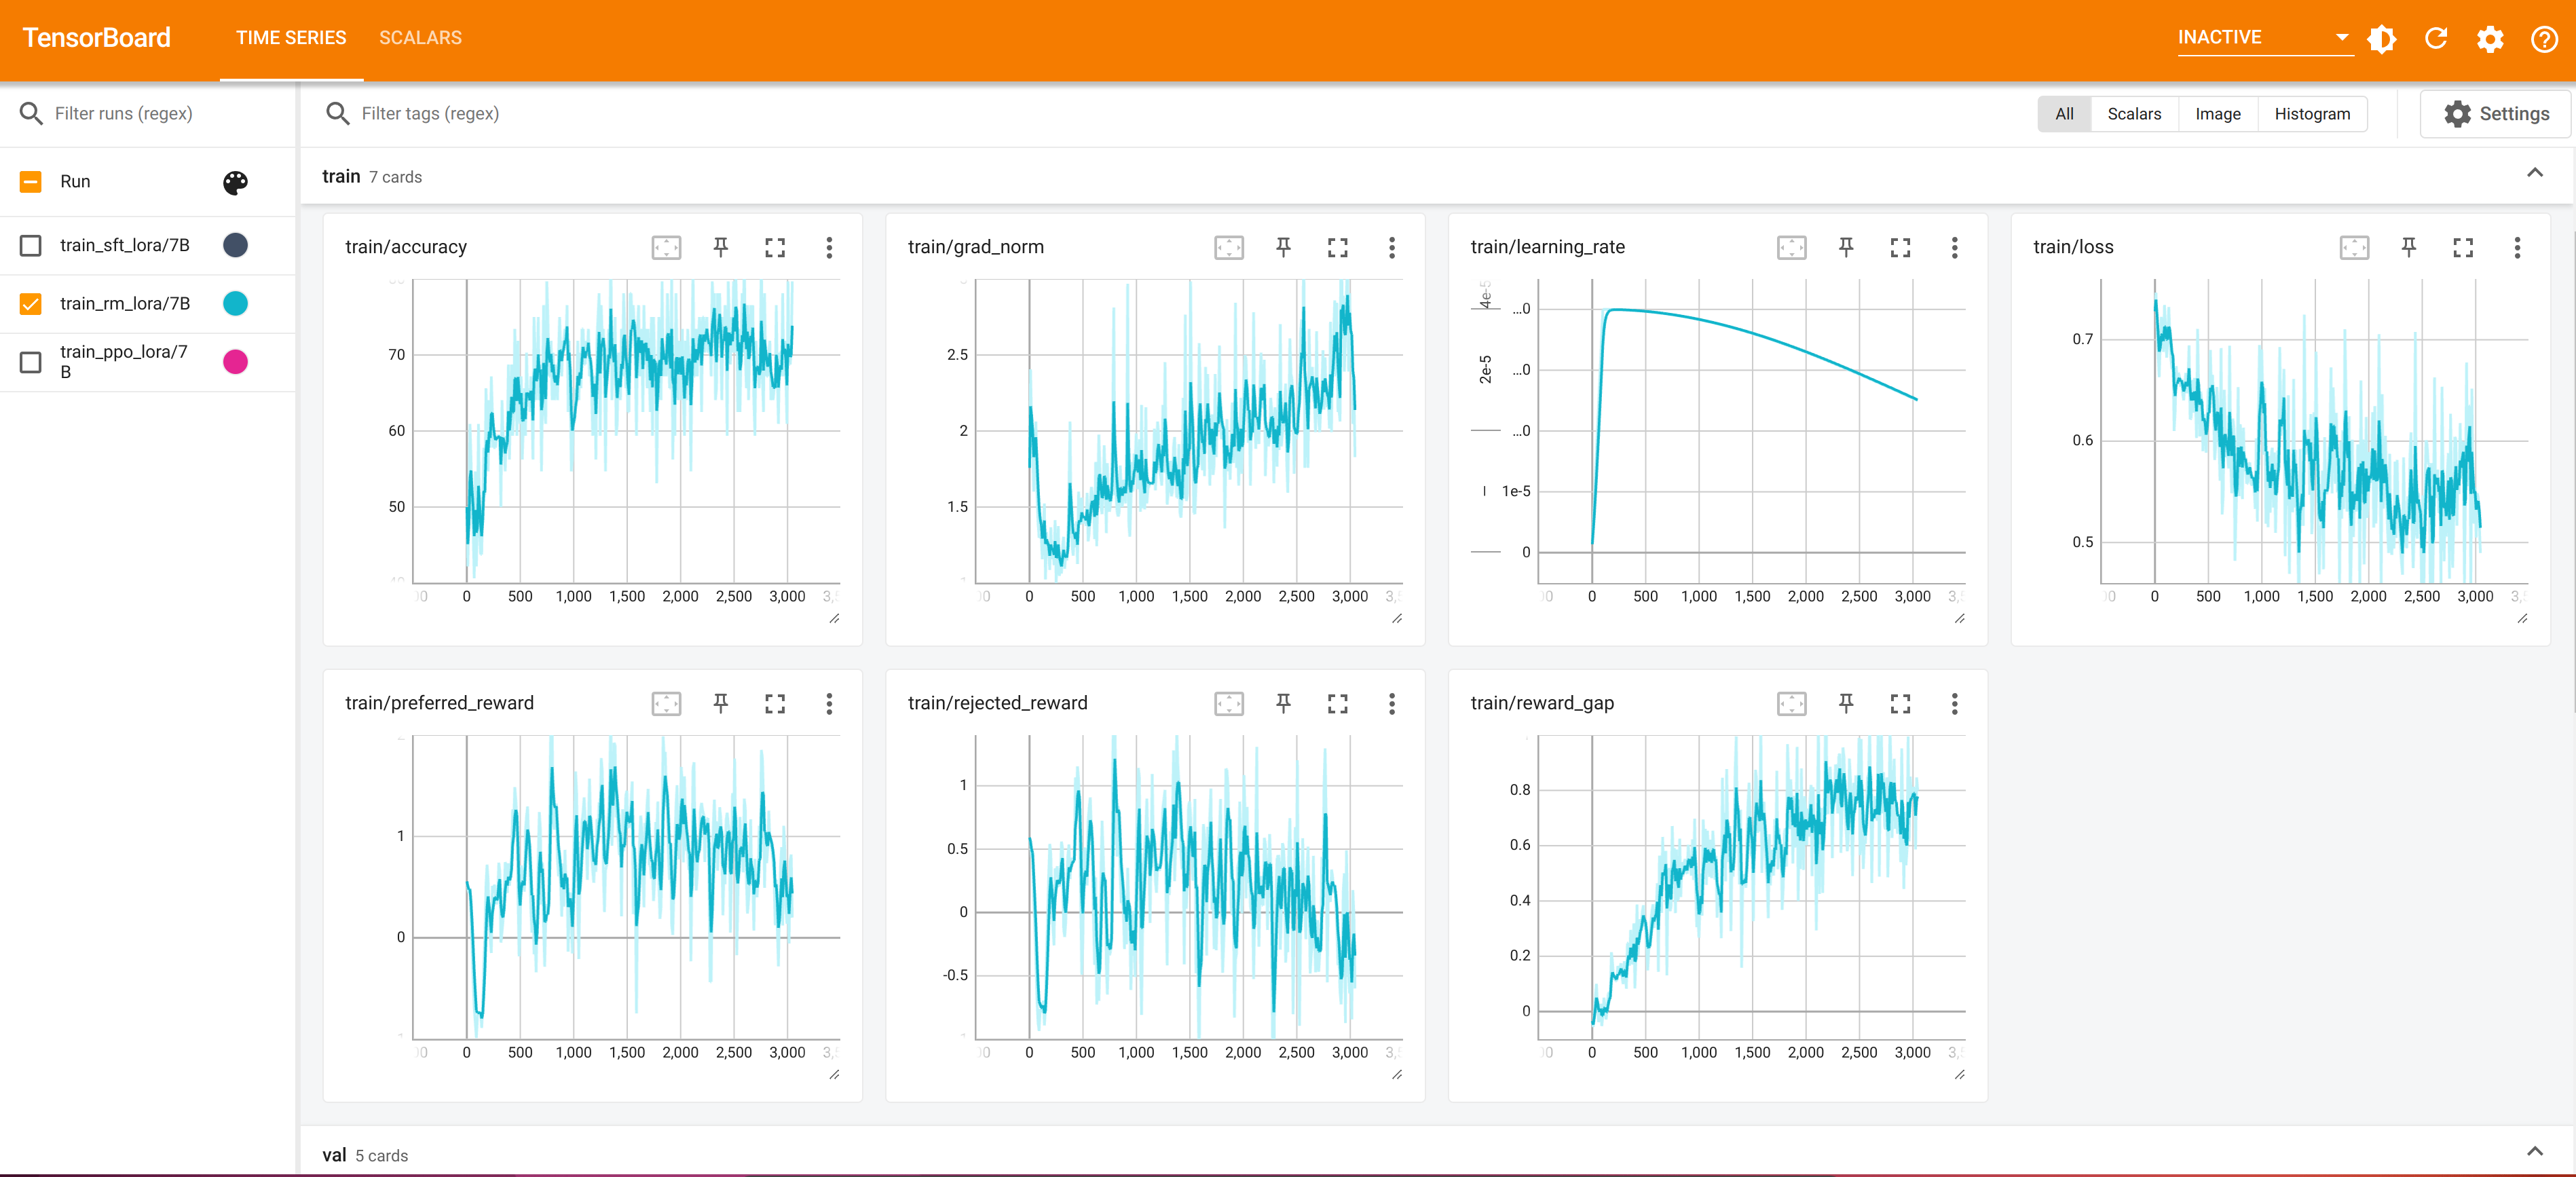 TensorBoard
TIME SERIES
SCALARS
INACTIVE
Filter runs (regex)
Filter tags (regex)
All
Scalars
Image
Histogram
Settings
Run
train_sft_lora/7B
train_rm_lora/7B
train_ppo_lora/7
B
train 7 cards
train/accuracy
70
60
50
0 500 1,000 1,500 2,000 2,500 3,000
train/grad_norm
2.5
2
1.5
0 500 1,000 1,500 2,000 2,500 3,000
train/learning_rate
4e-5
...0
2e-5
...0
...0
1e-5
0
0 500 1,000 1,500 2,000 2,500 3,000
train/loss
0.7
0.6
0.5
0 500 1,000 1,500 2,000 2,500 3,000
train/preferred_reward
1
0
0 500 1,000 1,500 2,000 2,500 3,000
train/rejected_reward
1
0.5
0
-0.5
0 500 1,000 1,500 2,000 2,500 3,000
train/reward_gap
0.8
0.6
0.4
0.2
0
0 500 1,000 1,500 2,000 2,500 3,000
val 5 cards